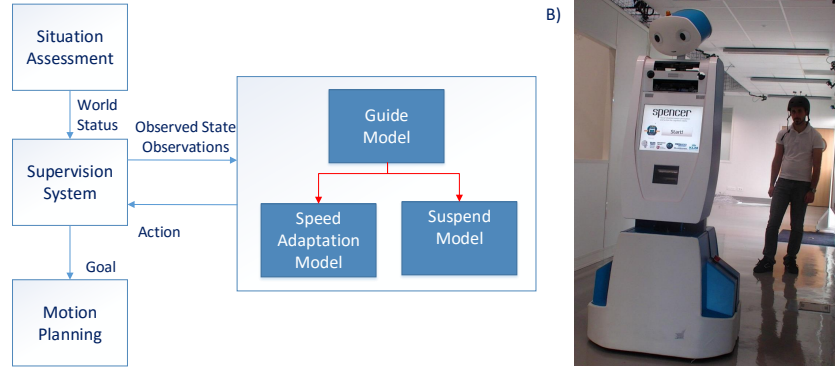 Situation
Assessment
World
Status
Observed State
Observations
Supervision
System
Action
Goal
Motion
Planning
Guide
Model
Speed
Adaptation
Model
Suspend
Model
B)
spencer
Start!